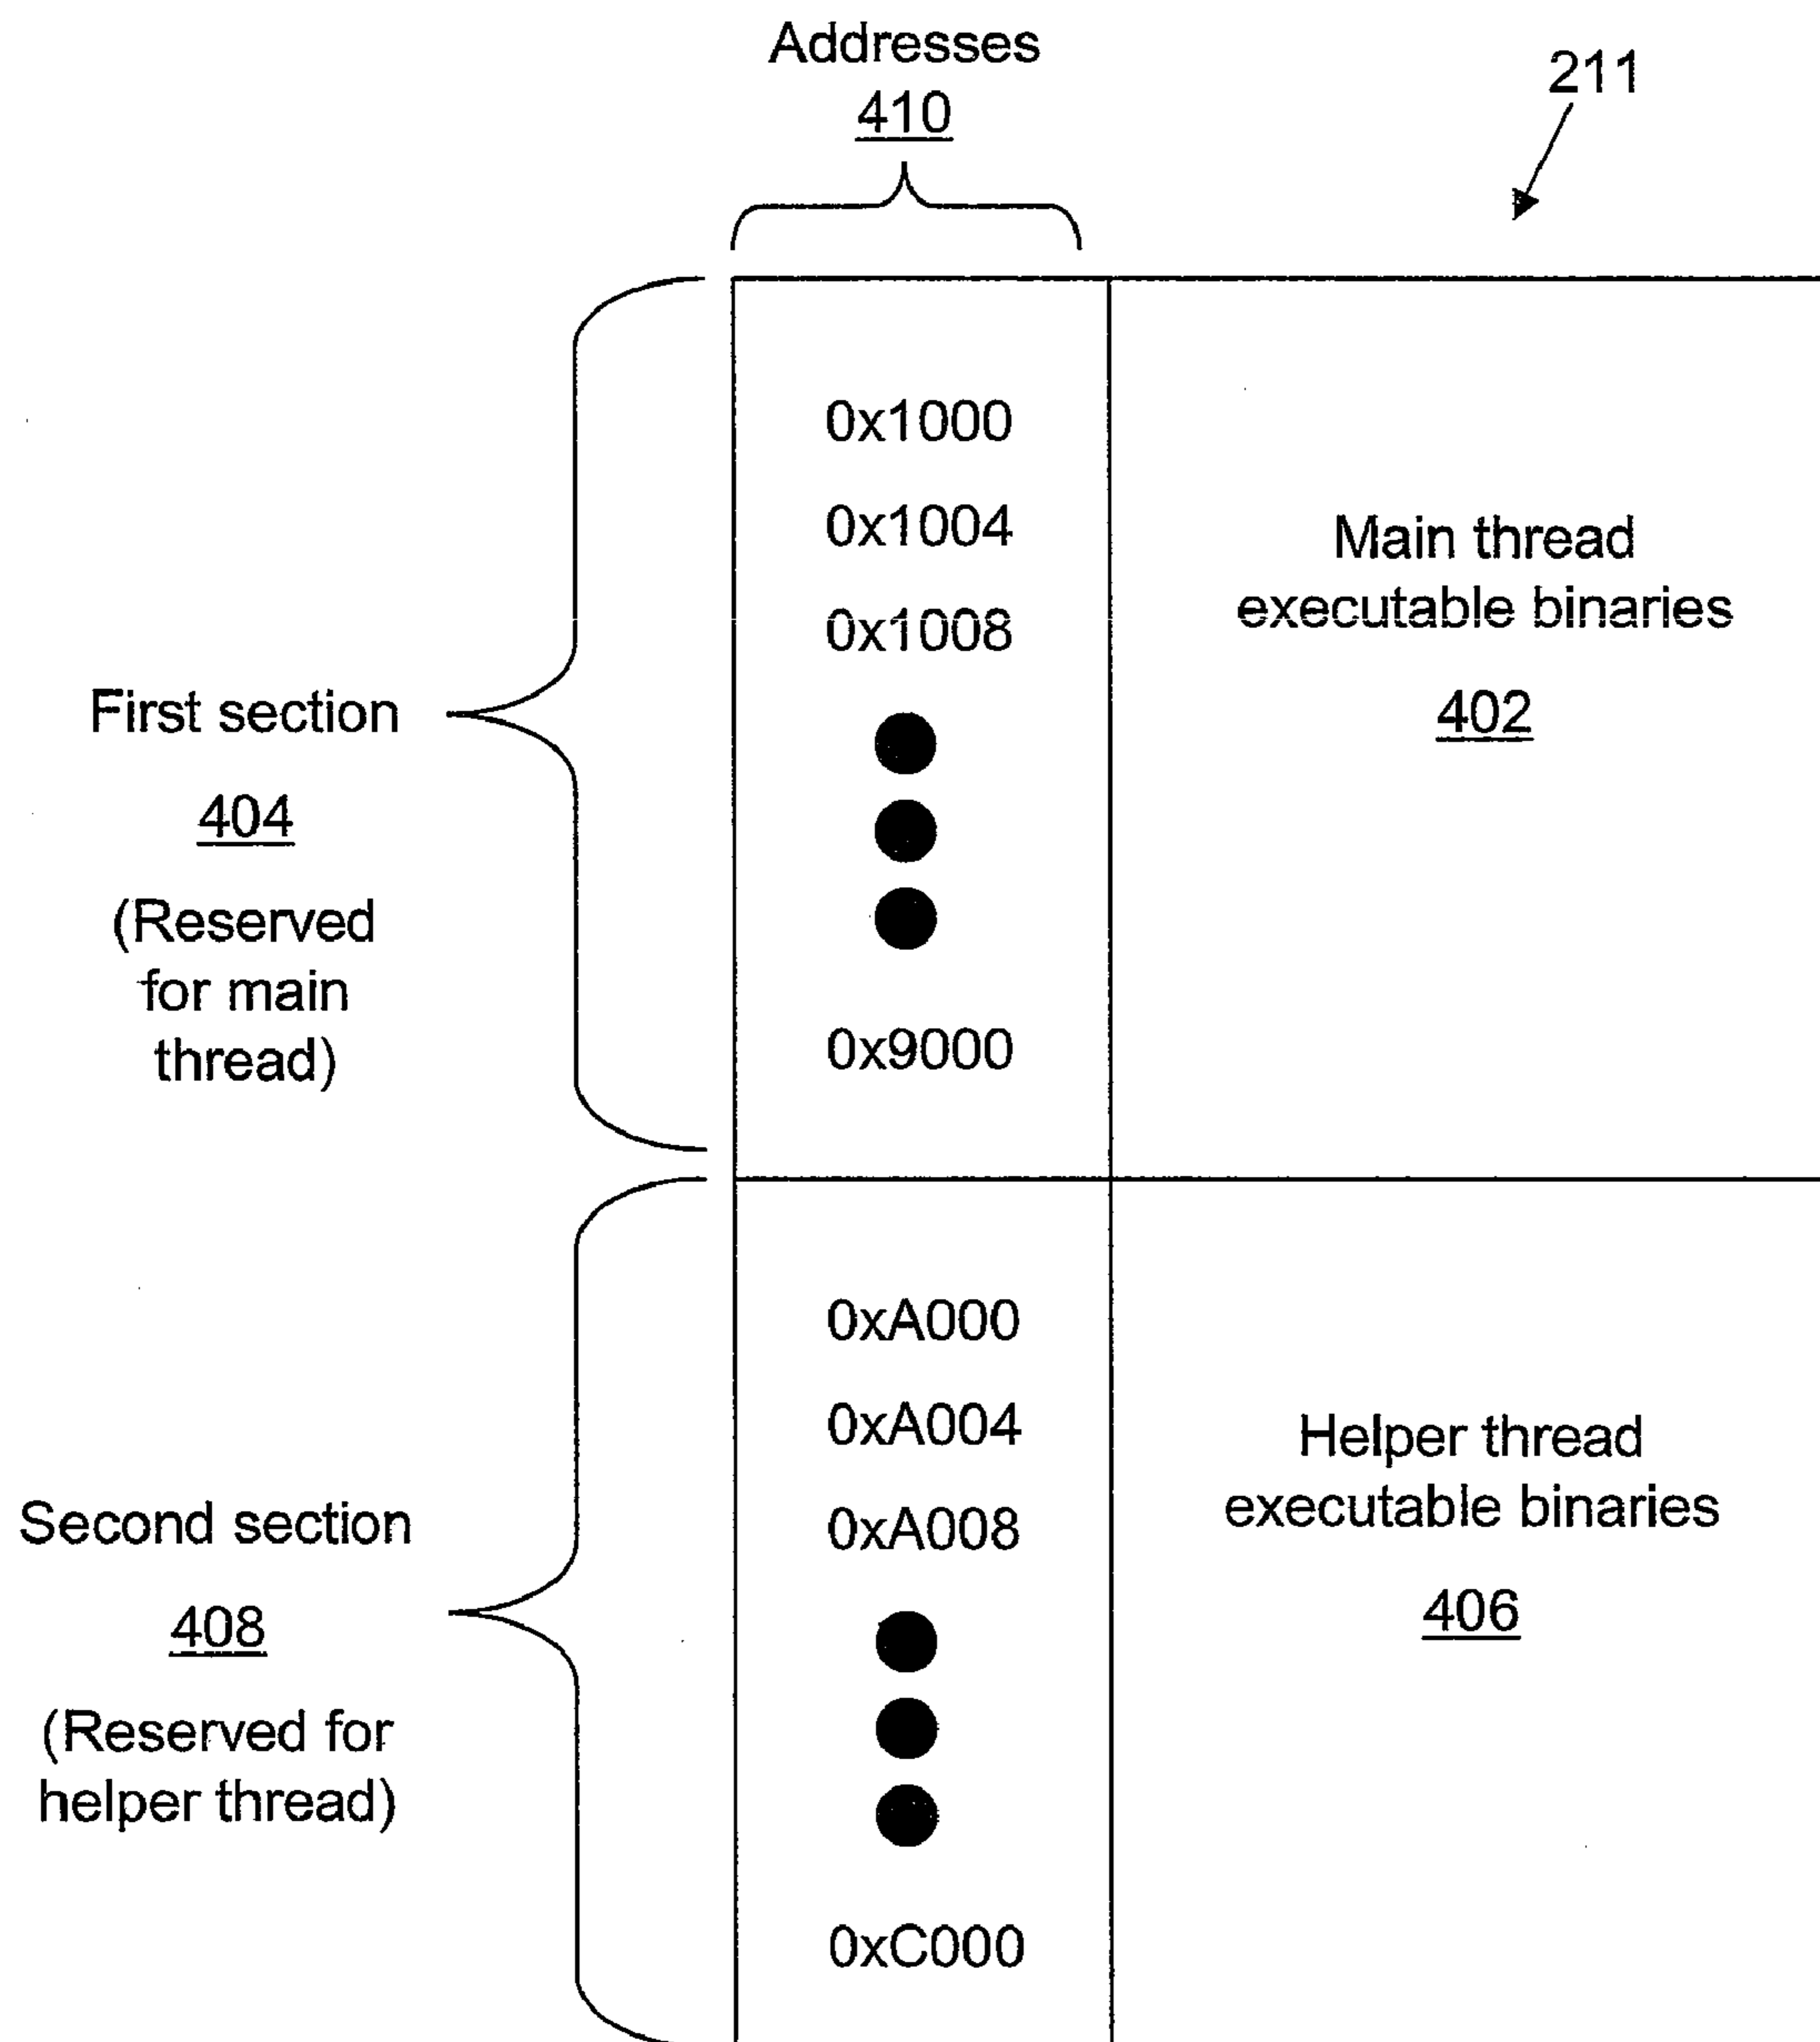 Addresses
410
211
0x1000
0x1004
0x1008
0x9000
Main thread
executable binaries
402
First section
404
(Reserved
for main
thread)
0xA000
0xA004
0xA008
0xC000
Helper thread
executable binaries
406
Second section
408
(Reserved for
helper thread)